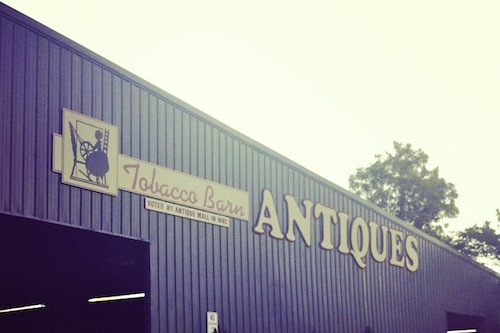 Tobacco Barn
VOTED #1 ANTIQUE MALL IN WNC
ANTIQUES